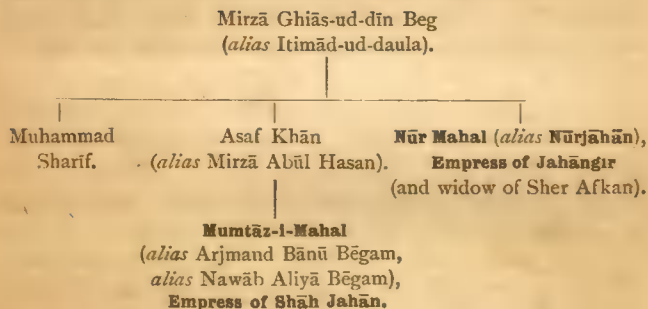 Mirzā Ghiās-ud-dīn Beg
(alias Itimād-ud-daula).
Muhammad
Sharīf.
Asaf Khān
(alias Mirzā Abūl Hasan).
Nūr Mahal (alias Nūrjāhān),
Empress of Jahāngīr
(and widow of Sher Afkan).
Mumtāz-i-Mahal
(alias Arjmand Bānū Bēgam,
alias Nawāb Aliyā Bēgam),
Empress of Shāh Jahān.